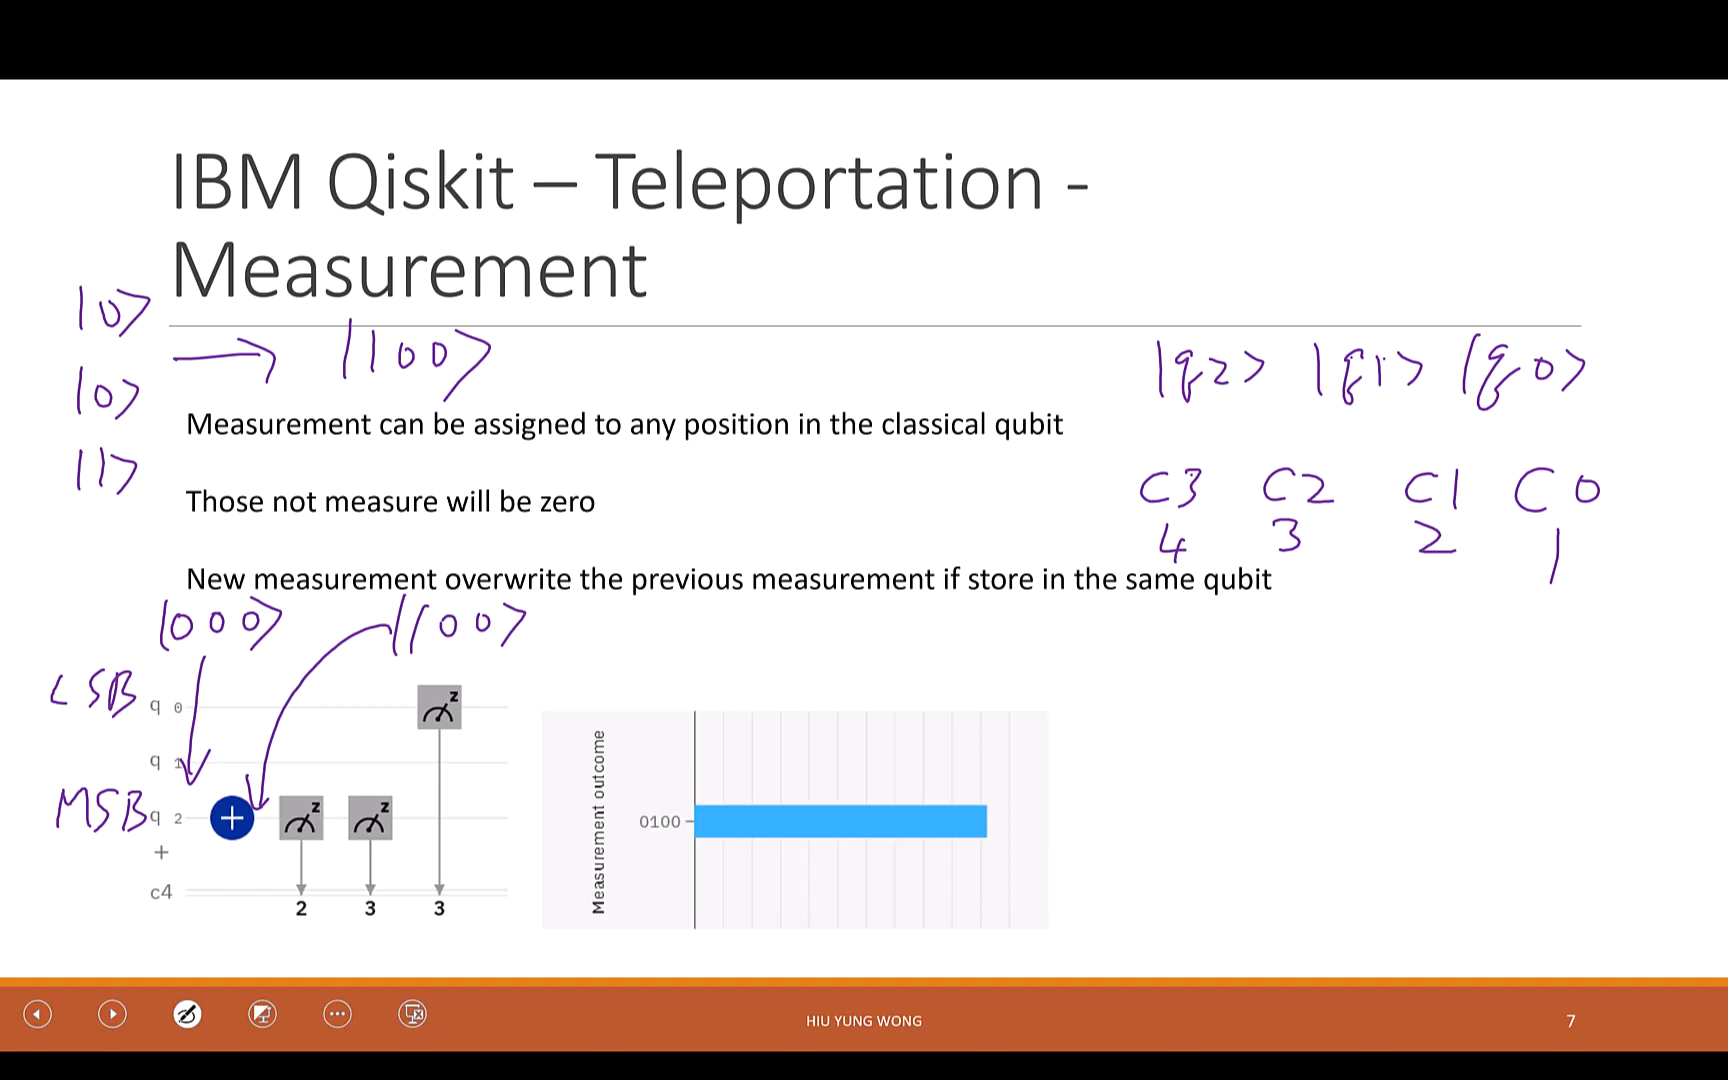 IBM Qiskit – Teleportation -
Measurement
|0>
|0>
|1>
→ |100>
|q2> |q1> |q0>
Measurement can be assigned to any position in the classical qubit
C3 C2 C1 C0
4 3 2 1
Those not measure will be zero
New measurement overwrite the previous measurement if store in the same qubit
|000> |100>
LSB q 0
q 1
MSB q 2
+
c4
z
z
z
2 3 3
Measurement outcome
0100
HIU YUNG WONG
7